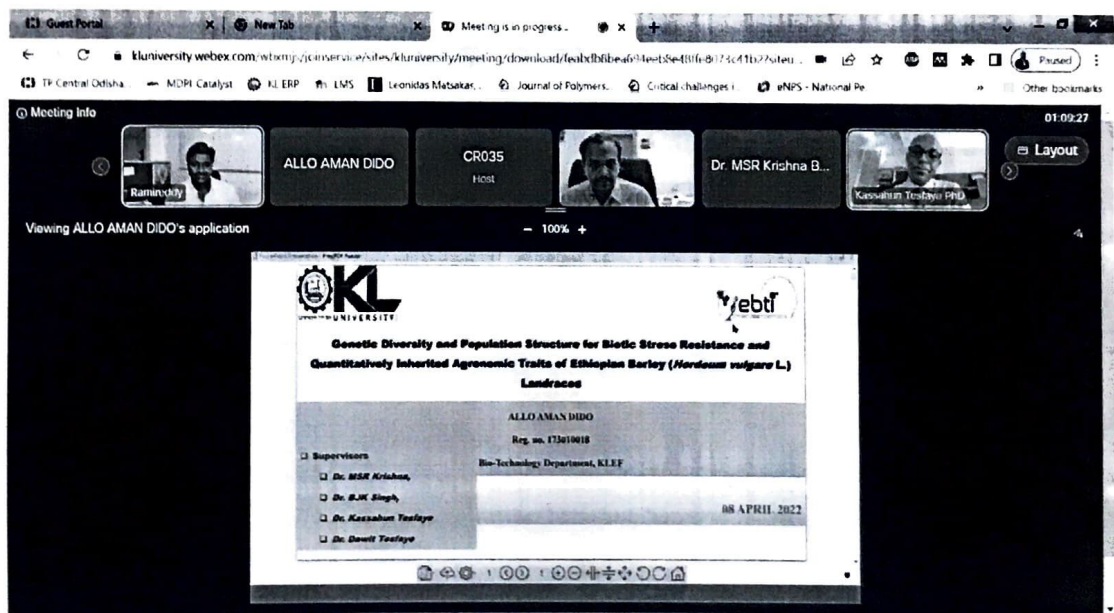 Guest Portal
New Tab
Meeting is in progress..
kluniversity.webex.com
Paused
TP Central Odisha...
MDPI Catalyst
KL ERP
LMS
Leonidas Matsakas,...
Journal of Polymers...
Critical challenges i...
eNPS - National Pe...
Other bookmarks
Meeting Info
01:09:27
Ramireddy
ALLO AMAN DIDO
CR035
Host
Dr. MSR Krishna B...
Kassahun Tesfaye PhD
Layout
Viewing ALLO AMAN DIDO's application
− 100% +
KL
UNIVERSITY
ebti
Genetic Diversity and Population Structure for Biotic Stress Resistance and
Quantitatively Inherited Agronomic Traits of Ethiopian Barley (Hordeum vulgare L.)
Landraces
ALLO AMAN DIDO
Reg. no. 173010018
Bio-Technology Department, KLEF
Supervisors
Dr. MSR Krishna,
Dr. BJK Singh,
Dr. Kassahun Tesfaye
Dr. Dawit Tesfaye
08 APRIL 2022